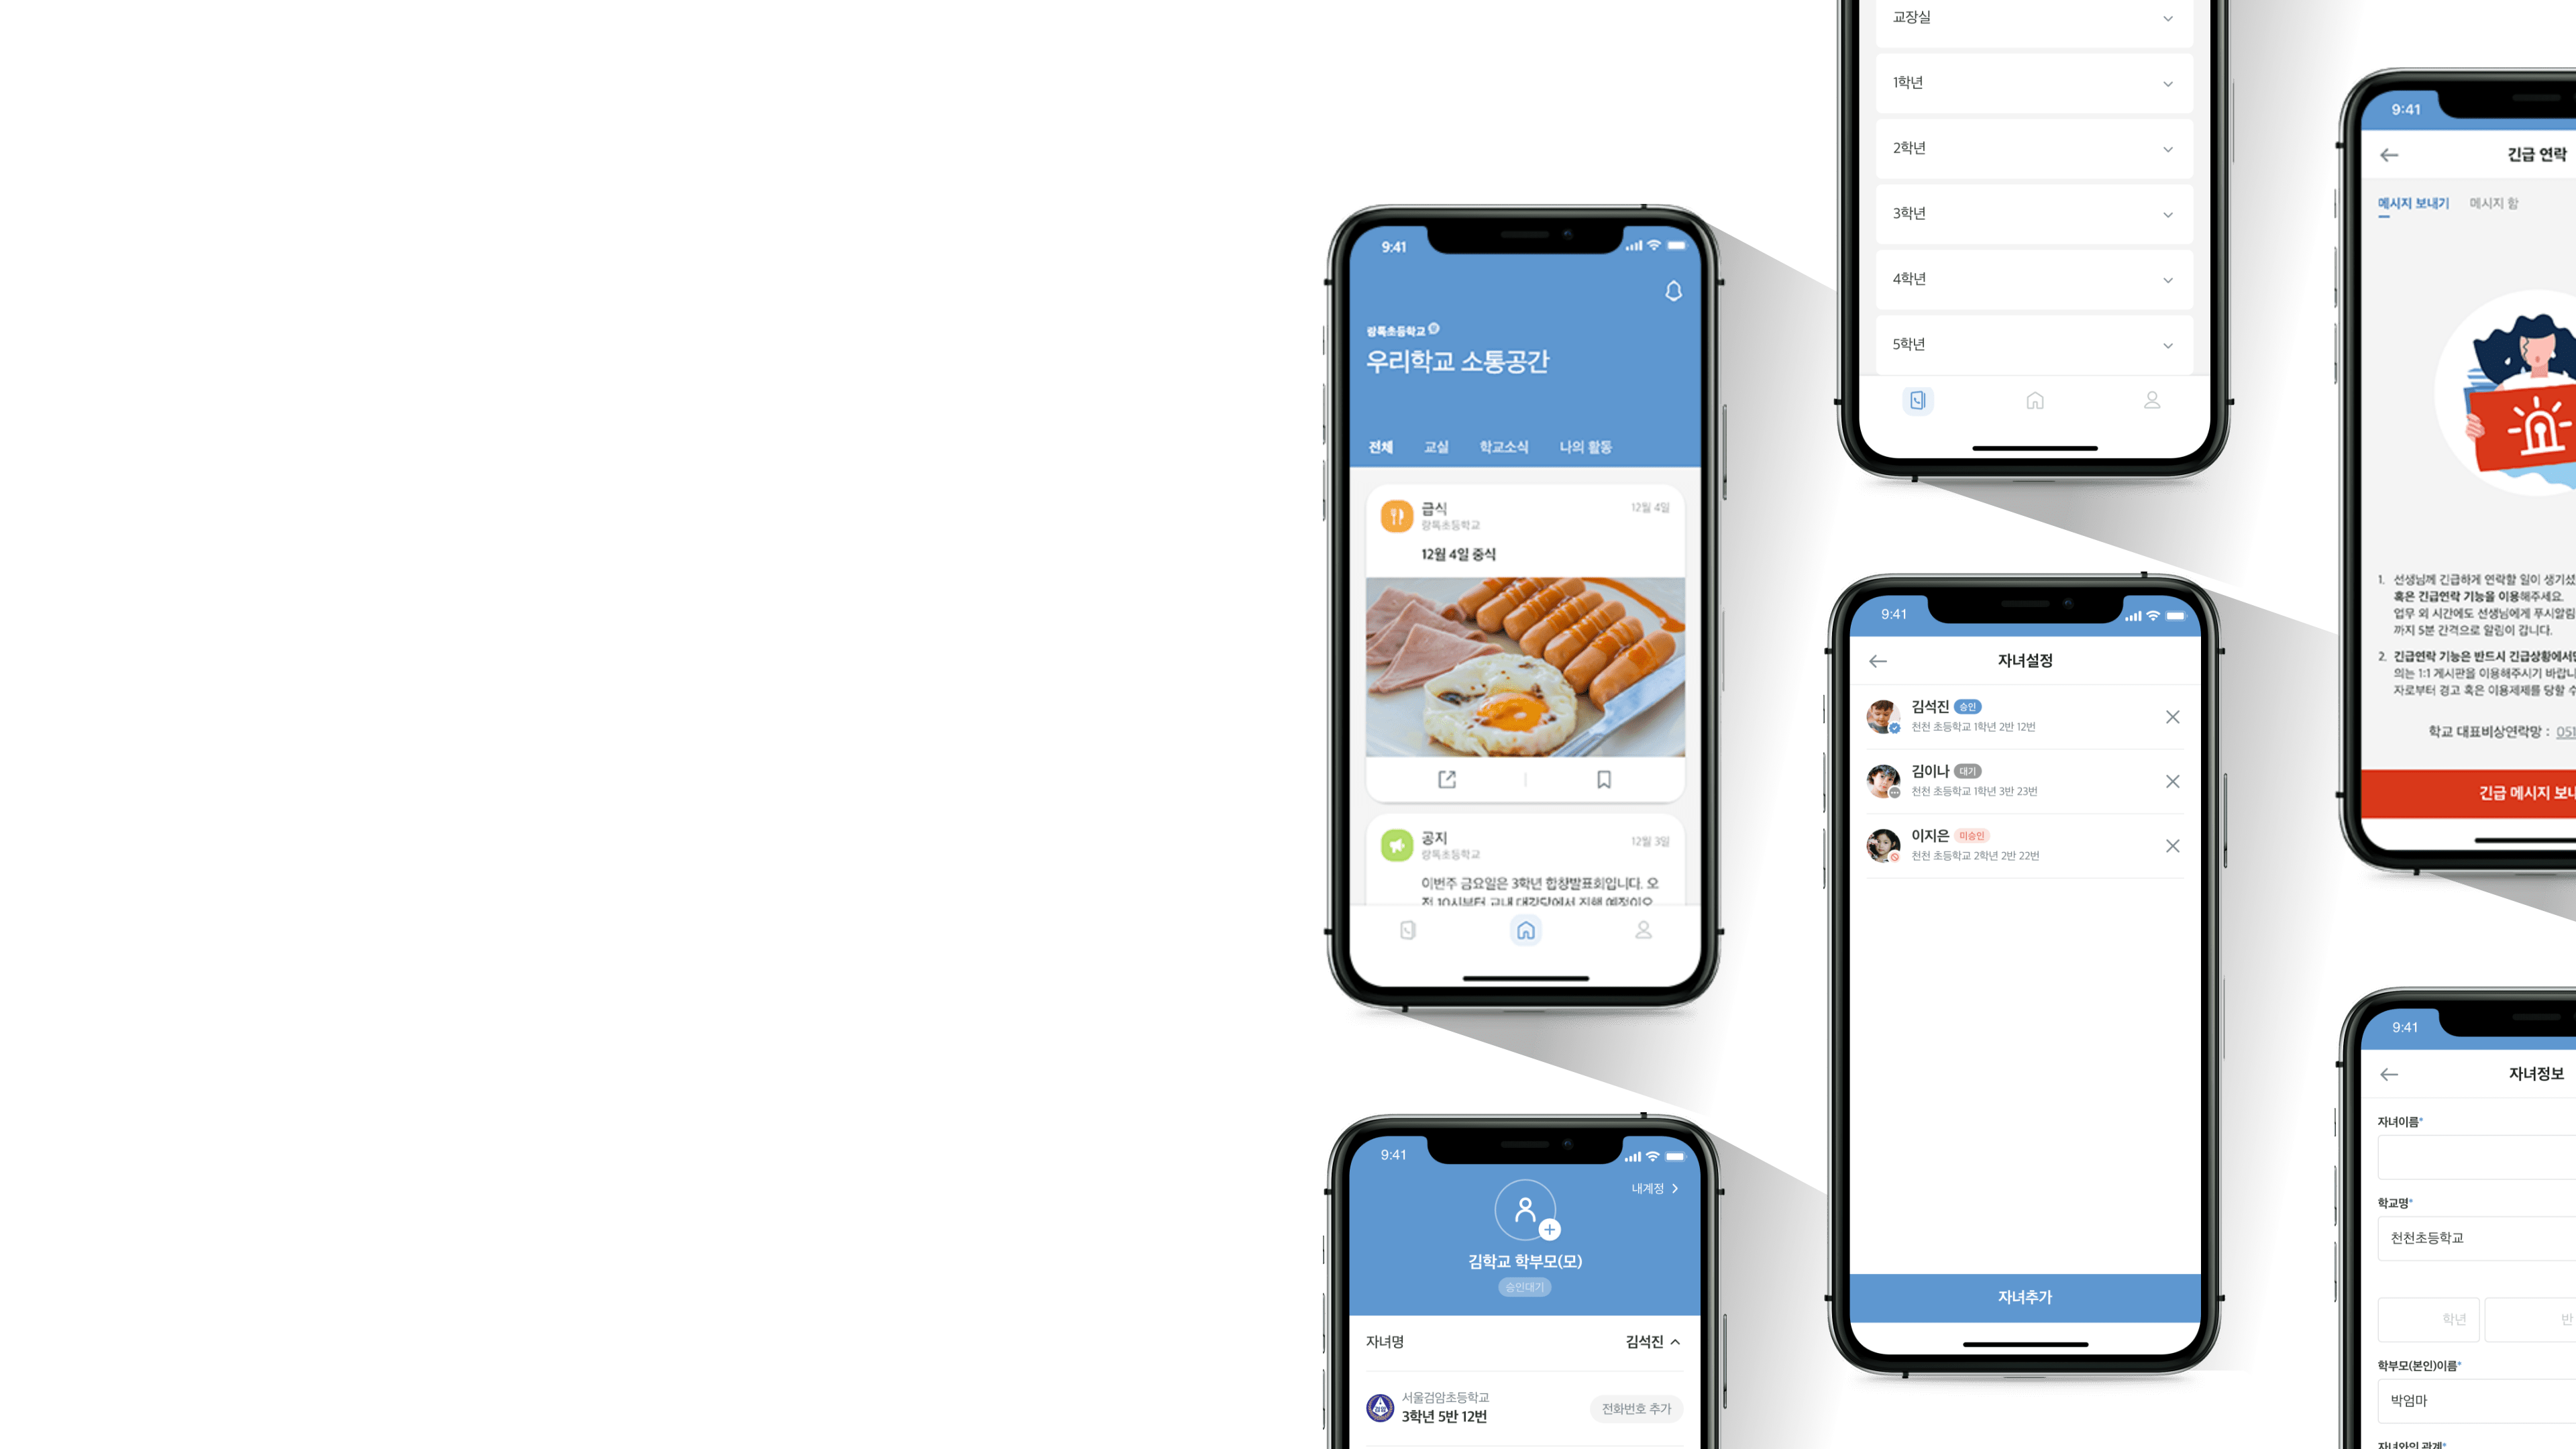 9:41
랑톡초등학교
우리학교 소통공간
전체 교실 학교소식 나의 활동
급식
랑톡초등학교
12월 4일
12월 4일 중식
공지
랑톡초등학교
12월 3일
이번주 금요일은 3학년 합창발표회입니다. 오
전 10시부터 교내 대강당에서 진행 예정이오
9:41
내계정
김학교 학부모(모)
승인대기
자녀명
김석진
서울검암초등학교
3학년 5반 12번
전화번호 추가
교장실
1학년
2학년
3학년
4학년
5학년
9:41
자녀설정
김석진 승인
천천 초등학교 1학년 2반 12번
김이나 대기
천천 초등학교 1학년 3반 23번
이지은 미승인
천천 초등학교 2학년 2반 22번
자녀추가
9:41
긴급 연락
메시지 보내기 메시지 함
1. 선생님께 긴급하게 연락할 일이 생기셨
혹은 긴급연락 기능을 이용해주세요.
업무 외 시간에도 선생님에게 푸시알림
까지 5분 간격으로 알림이 갑니다.
2. 긴급연락 기능은 반드시 긴급상황에서만
의는 1:1 게시판을 이용해주시기 바랍니
자로부터 경고 혹은 이용제제를 당할 수
학교 대표비상연락망 : 051
긴급 메시지 보내
9:41
자녀정보
자녀이름*
학교명*
천천초등학교
학년 반
학부모(본인)이름*
박엄마
자녀와의 관계*